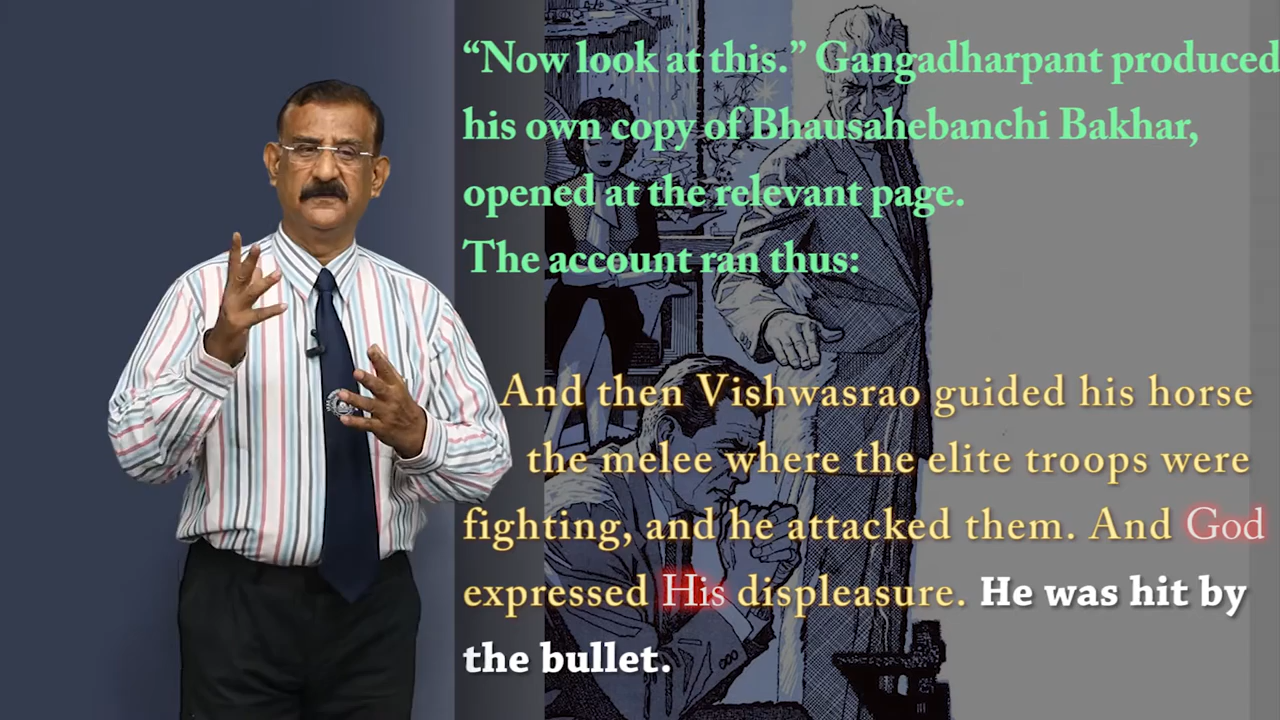 “Now look at this.” Gangadharpant produced
his own copy of Bhausahebanchi Bakhar,
opened at the relevant page.
The account ran thus:
And then Vishwasrao guided his horse
the melee where the elite troops were
fighting, and he attacked them. And God
expressed His displeasure. He was hit by
the bullet.